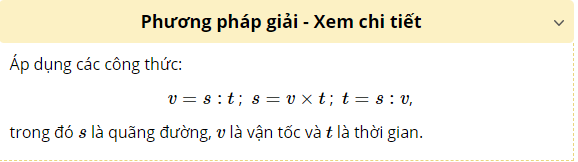 Phương pháp giải - Xem chi tiết
Áp dụng các công thức:
v = s : t ; s = v × t ; t = s : v,
trong đó s là quãng đường, v là vận tốc và t là thời gian.